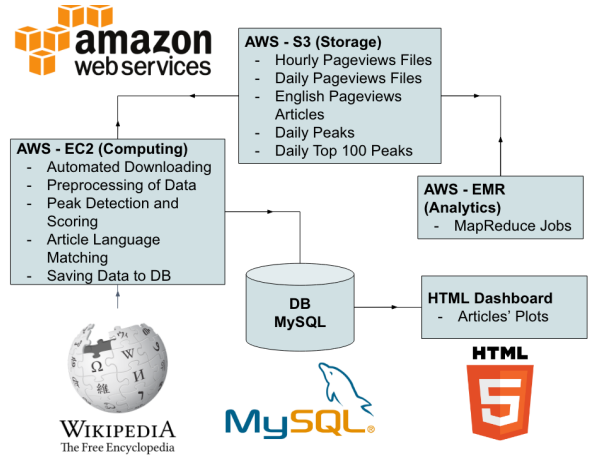 amazon
web services
AWS - S3 (Storage)
- Hourly Pageviews Files
- Daily Pageviews Files
- English Pageviews
Articles
- Daily Peaks
- Daily Top 100 Peaks
AWS - EC2 (Computing)
- Automated Downloading
- Preprocessing of Data
- Peak Detection and
Scoring
- Article Language
Matching
- Saving Data to DB
AWS - EMR
(Analytics)
- MapReduce Jobs
DB
MySQL
HTML Dashboard
- Articles' Plots
Ω
W
維
И
WIKIPEDIA
The Free Encyclopedia
MySQL®
HTML
5